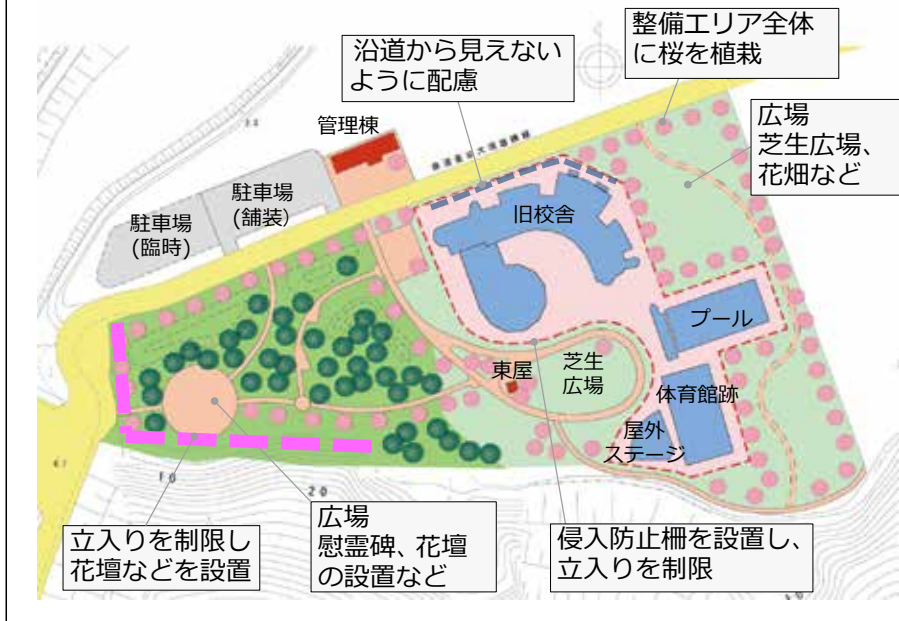 整備エリア全体
に桜を植栽
沿道から見えない
ように配慮
広場
芝生広場、
花畑など
管理棟
駐車場
(舗装)
駐車場
(臨時)
旧校舎
プール
東屋
芝生
広場
体育館跡
屋外
ステージ
10
20
立入りを制限し
花壇などを設置
広場
慰霊碑、花壇
の設置など
侵入防止柵を設置し、
立入りを制限